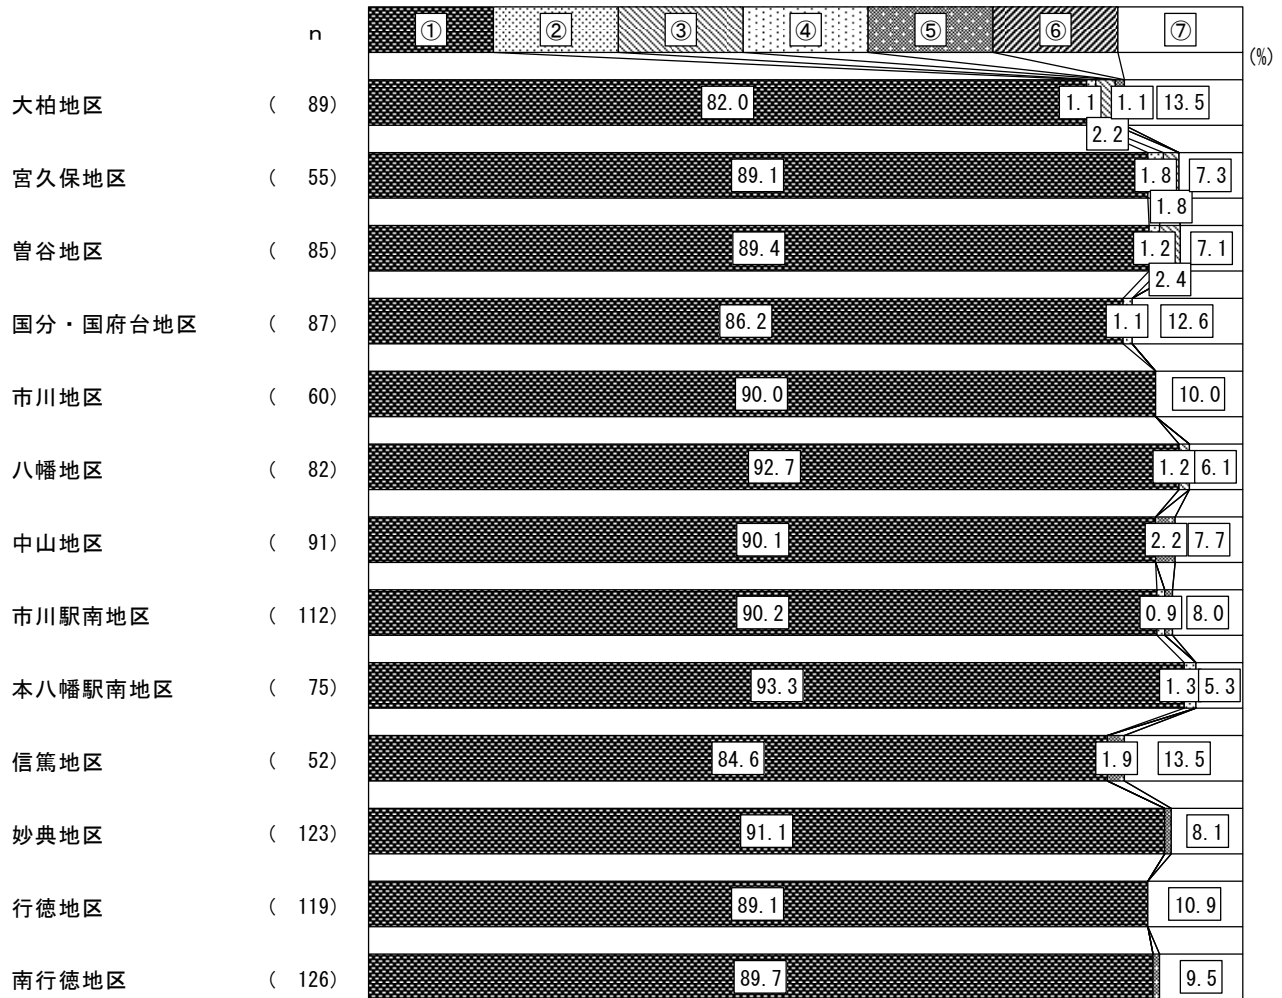 n ① ② ③ ④ ⑤ ⑥ ⑦
(%)
大柏地区 ( 89) 82.0 1.1 2.2 1.1 13.5
宮久保地区 ( 55) 89.1 1.8 1.8 7.3
曽谷地区 ( 85) 89.4 1.2 2.4 7.1
国分・国府台地区 ( 87) 86.2 1.1 12.6
市川地区 ( 60) 90.0 10.0
八幡地区 ( 82) 92.7 1.2 6.1
中山地区 ( 91) 90.1 2.2 7.7
市川駅南地区 ( 112) 90.2 0.9 8.0
本八幡駅南地区 ( 75) 93.3 1.3 5.3
信篤地区 ( 52) 84.6 1.9 13.5
妙典地区 ( 123) 91.1 8.1
行徳地区 ( 119) 89.1 10.9
南行徳地区 ( 126) 89.7 9.5